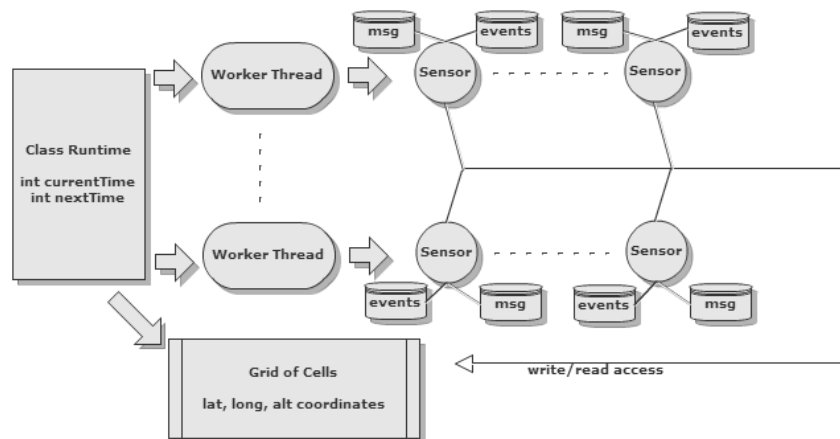 msg
events
msg
events
Worker Thread
Sensor
Sensor
Class Runtime
int currentTime
int nextTime
Worker Thread
Sensor
Sensor
events
msg
events
msg
Grid of Cells
lat, long, alt coordinates
write/read access